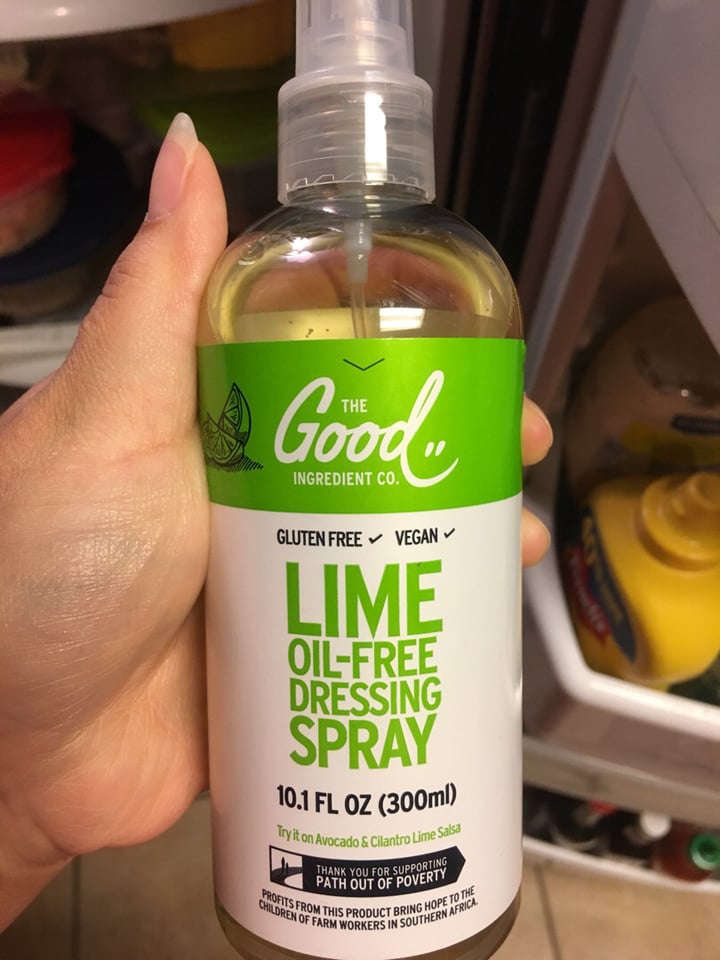 THE
Good
INGREDIENT CO.
GLUTEN FREE ✓ VEGAN ✓
LIME
OIL-FREE
DRESSING
SPRAY
10.1 FL OZ (300ml)
Try it on Avocado & Cilantro Lime Salsa
THANK YOU FOR SUPPORTING
PATH OUT OF POVERTY
PROFITS FROM THIS PRODUCT BRING HOPE TO THE
CHILDREN OF FARM WORKERS IN SOUTHERN AFRICA.